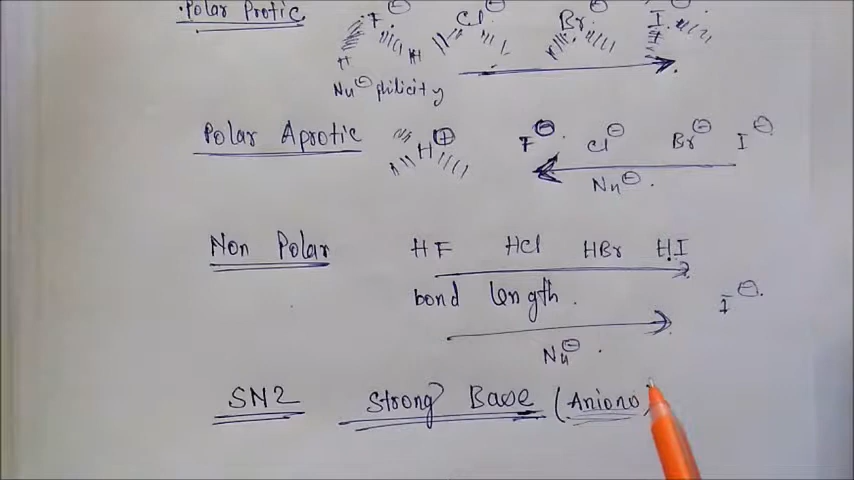 Polar Protic F⊖ Cl⊖ Br⊖ I⊖
H H
Nu⊖philicity
Polar Aprotic H⊕ F⊖ Cl⊖ Br⊖ I⊖
Nu⊖.
Non Polar HF HCl HBr HI
bond length. I⊖.
Nu⊖.
SN2 Strong Base (Anions)